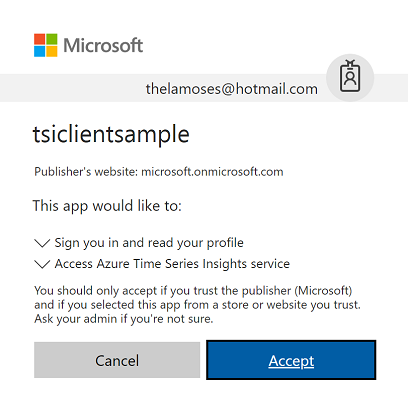 Microsoft
thelamoses@hotmail.com
tsiclientsample
Publisher's website: microsoft.onmicrosoft.com
This app would like to:
Sign you in and read your profile
Access Azure Time Series Insights service
You should only accept if you trust the publisher (Microsoft)
and if you selected this app from a store or website you trust.
Ask your admin if you're not sure.
Cancel
Accept